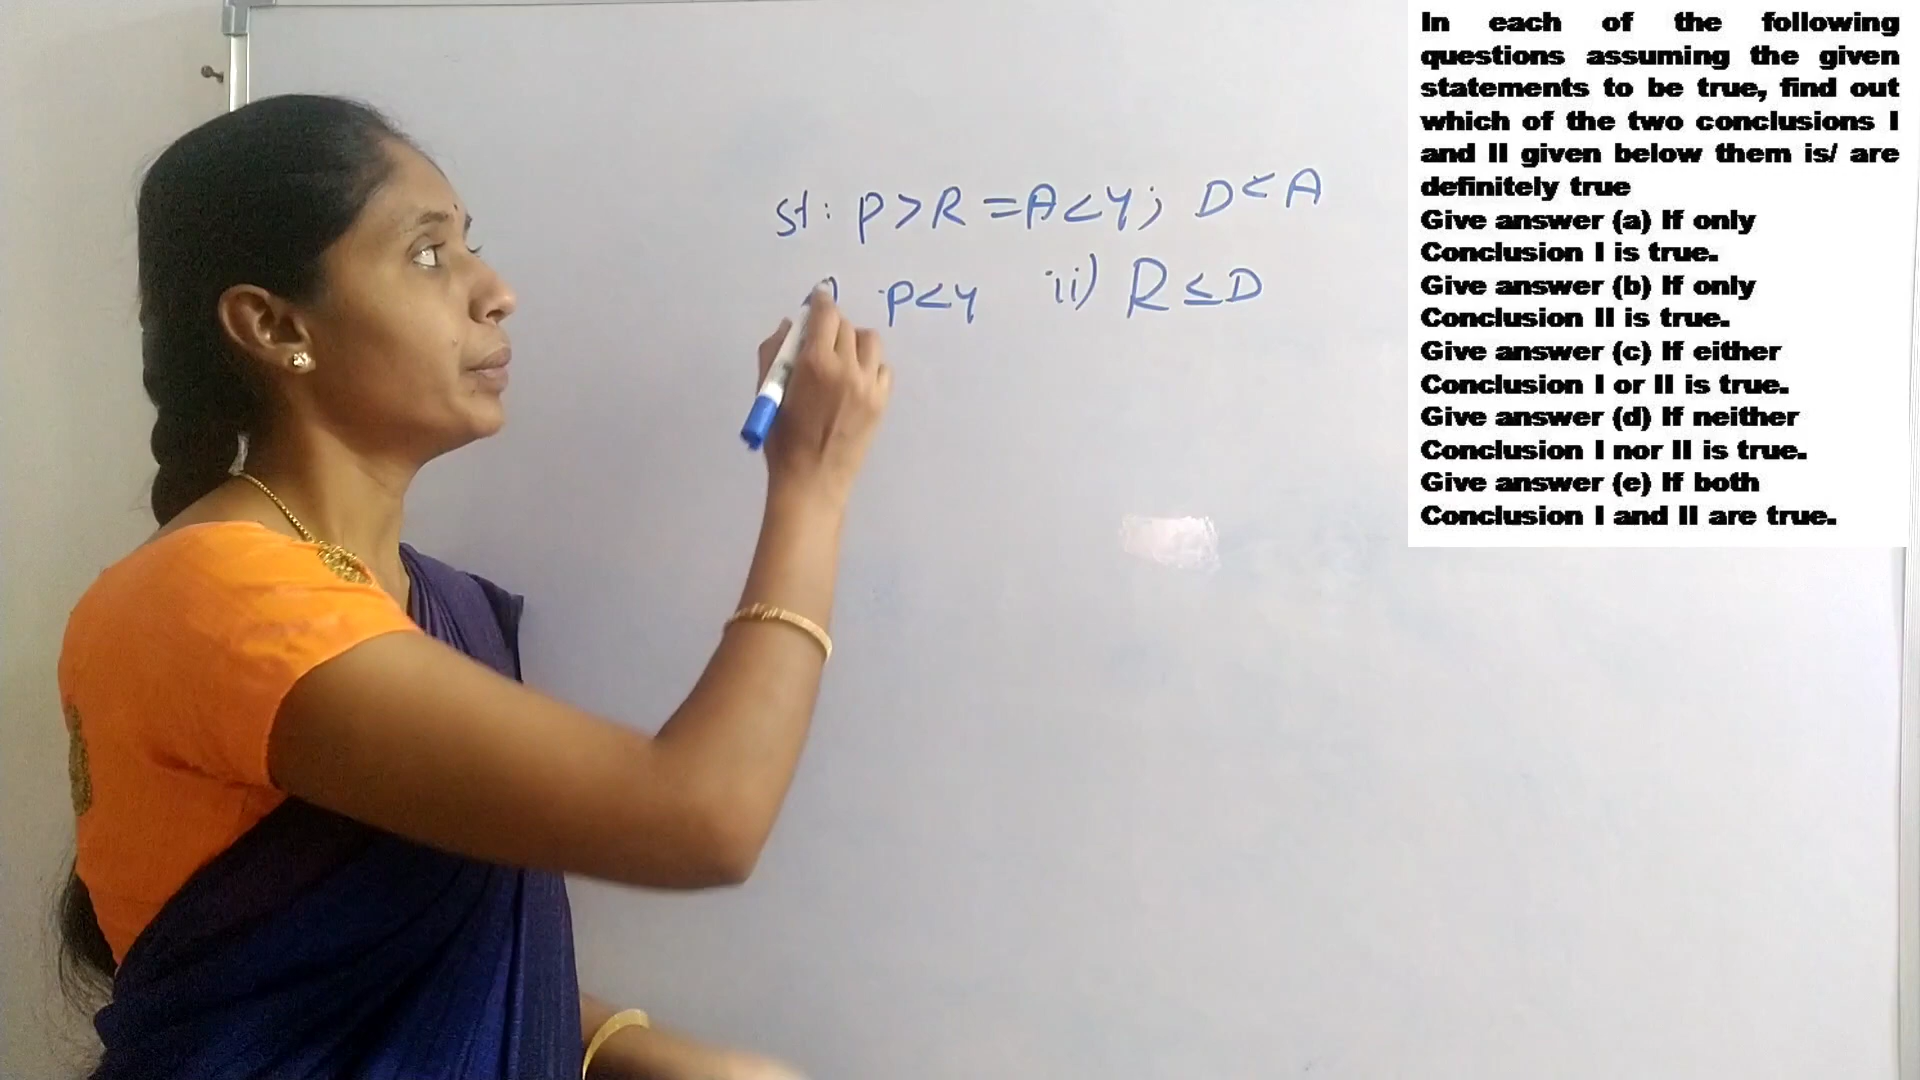 st: P>R=A<Y; D<A
i) P<Y ii) R≤D
In each of the following
questions assuming the given
statements to be true, find out
which of the two conclusions I
and II given below them is/ are
definitely true
Give answer (a) If only
Conclusion I is true.
Give answer (b) If only
Conclusion II is true.
Give answer (c) If either
Conclusion I or II is true.
Give answer (d) If neither
Conclusion I nor II is true.
Give answer (e) If both
Conclusion I and II are true.